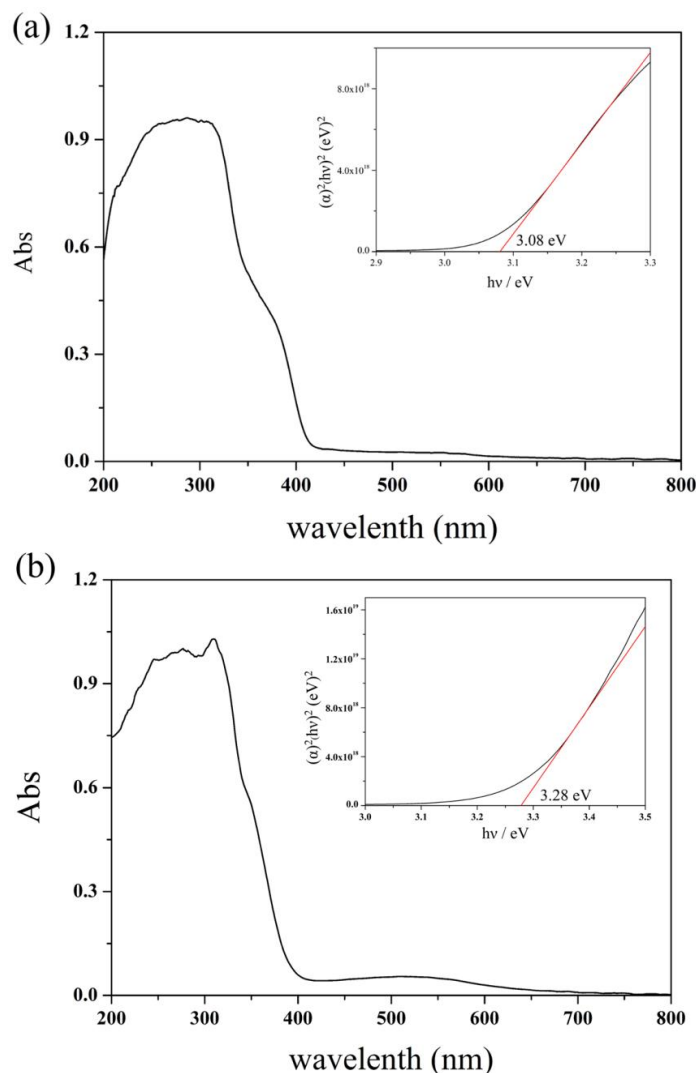 (a)
1.2
0.9
0.6
0.3
0.0
Abs
200 300 400 500 600 700 800
wavelenth (nm)
8.0x10¹⁸
4.0x10¹⁸
0.0
(α)²(hν)² (eV)²
3.08 eV
2.9 3.0 3.1 3.2 3.3
hν / eV
(b)
1.2
0.9
0.6
0.3
0.0
Abs
200 300 400 500 600 700 800
wavelenth (nm)
1.6x10¹⁹
1.2x10¹⁹
8.0x10¹⁸
4.0x10¹⁸
0.0
(α)²(hν)² (eV)²
3.28 eV
3.0 3.1 3.2 3.3 3.4 3.5
hν / eV